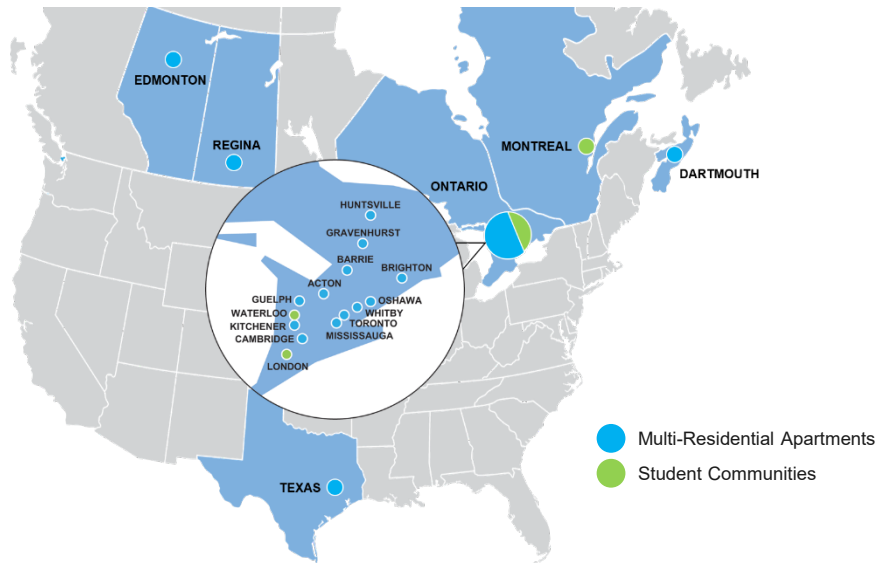 EDMONTON
REGINA
MONTREAL
DARTMOUTH
ONTARIO
HUNTSVILLE
GRAVENHURST
BARRIE
BRIGHTON
ACTON
GUELPH
OSHAWA
WATERLOO
WHITBY
KITCHENER
TORONTO
CAMBRIDGE
MISSISSAUGA
LONDON
TEXAS
Multi-Residential Apartments
Student Communities